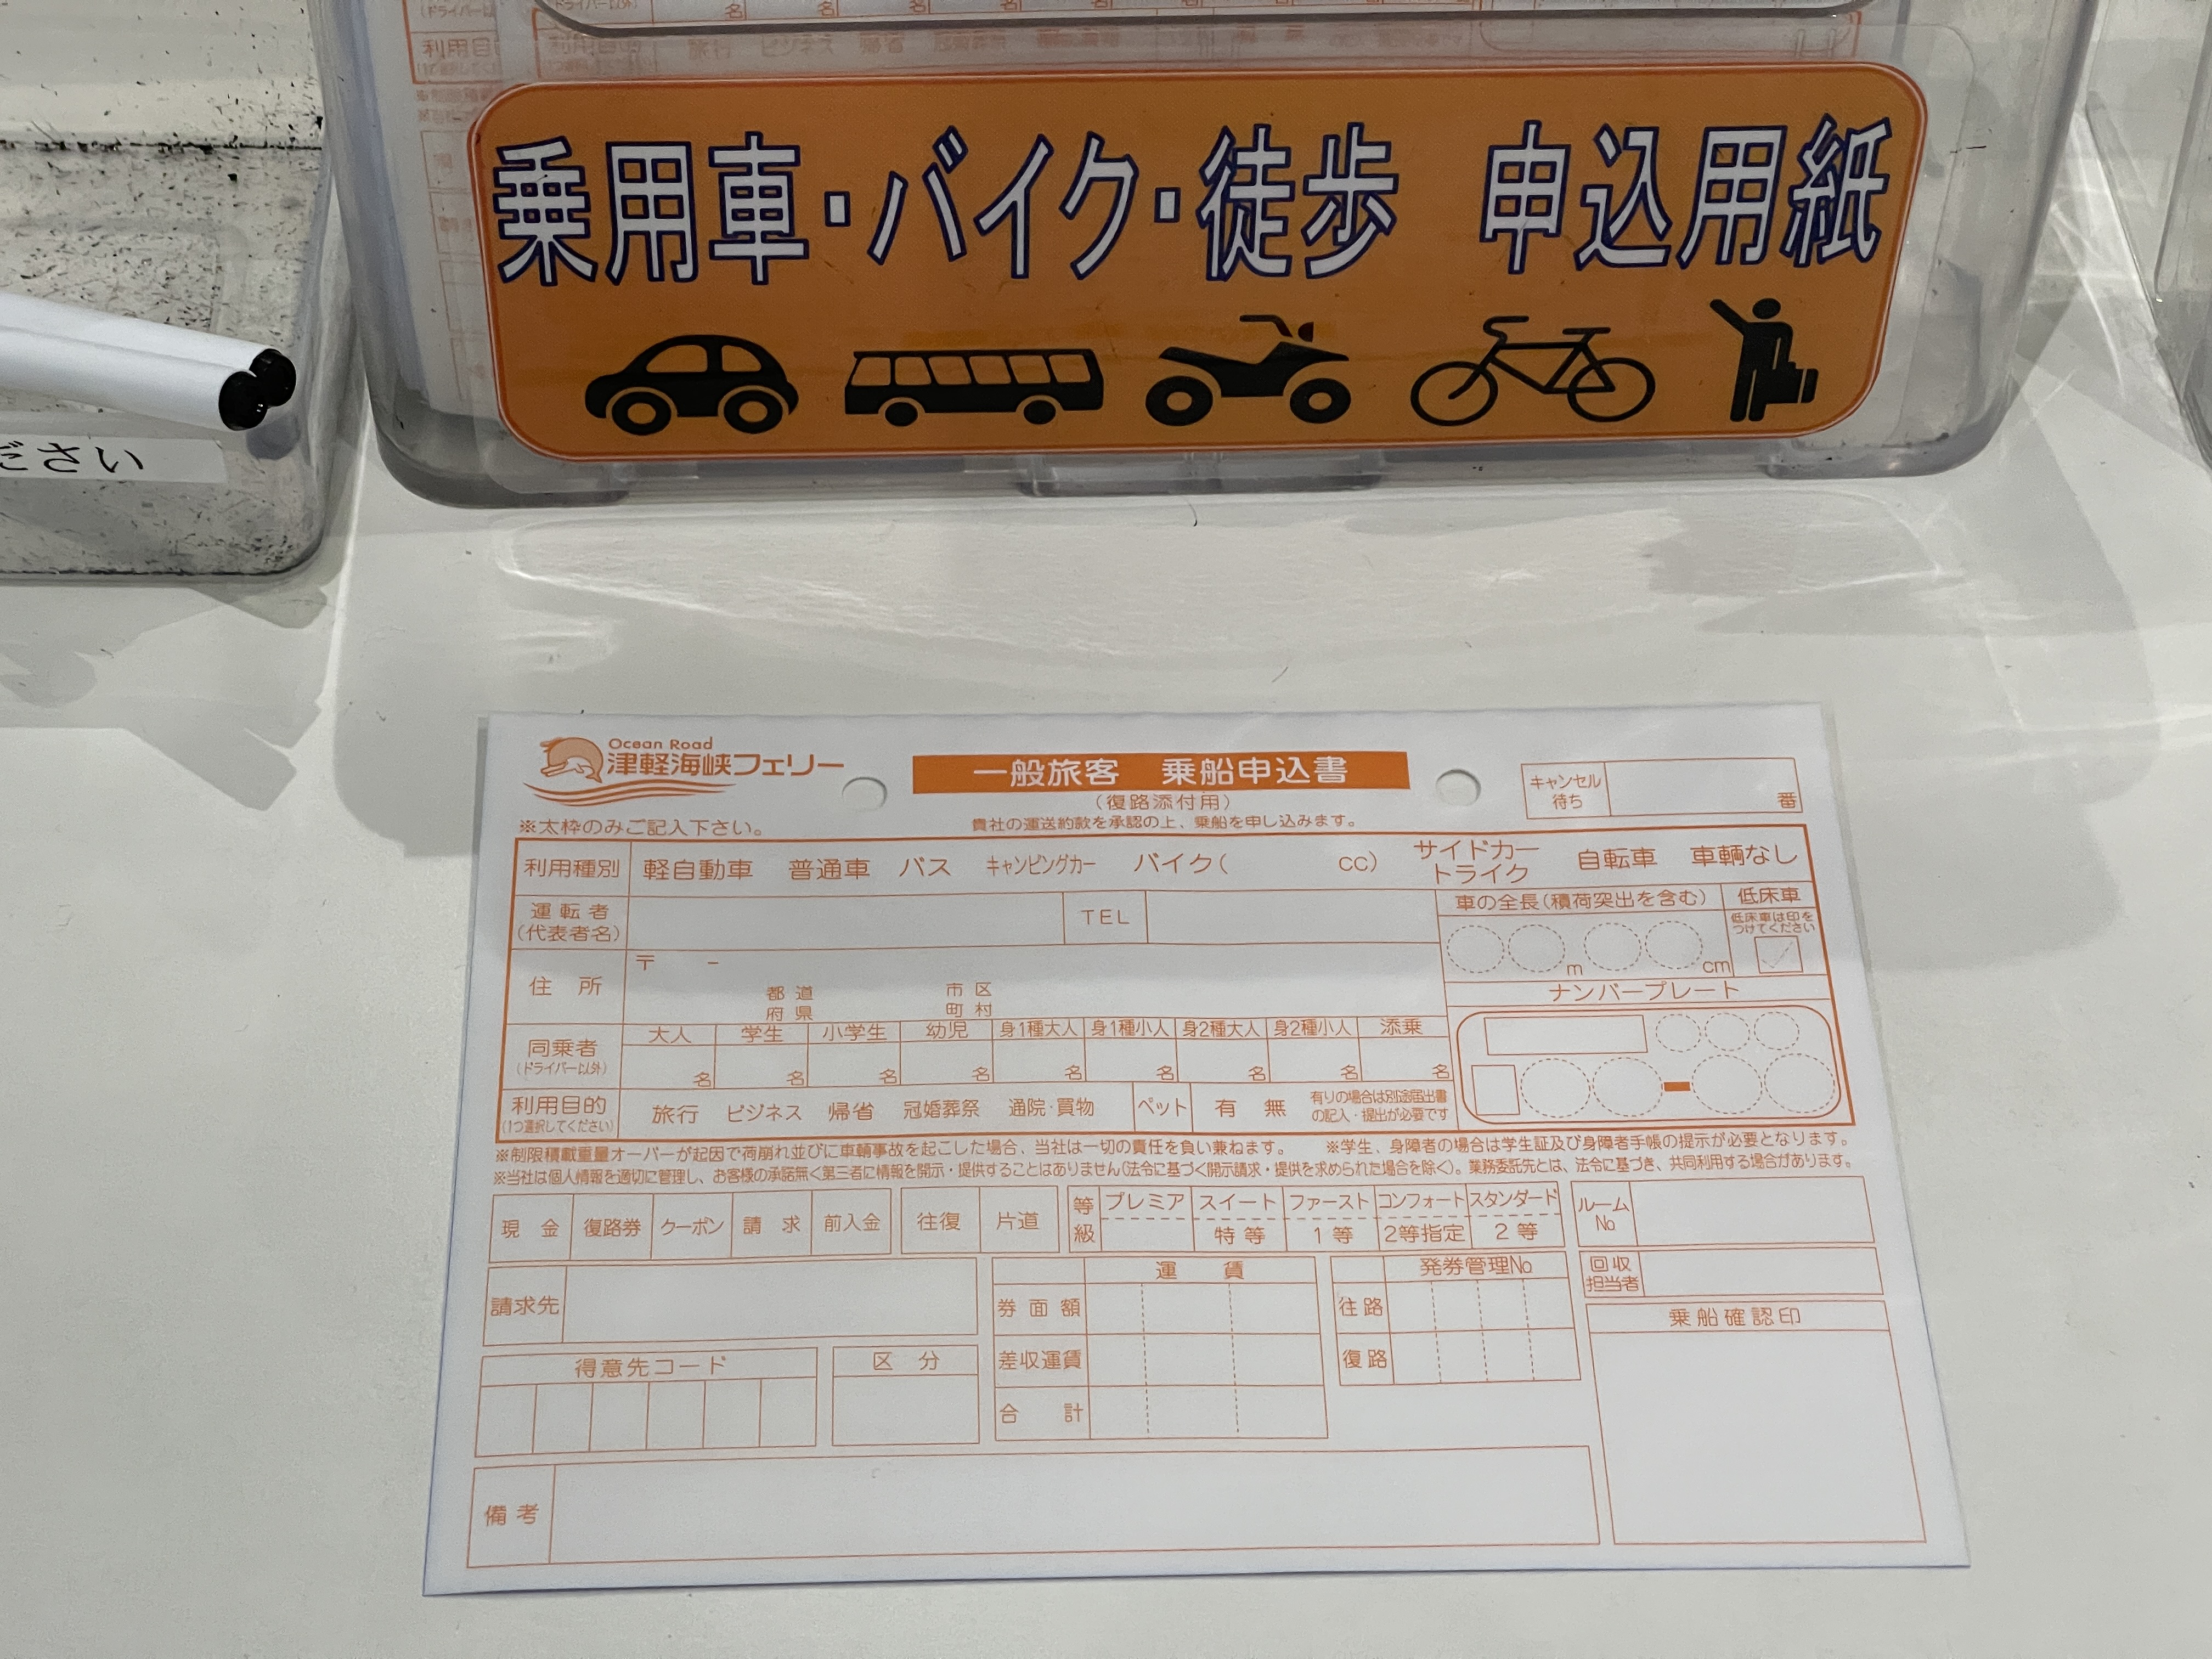 利用目
旅行 ビジネス 帰省 冠婚葬祭
乗用車・バイク・徒歩 申込用紙
ださい
Ocean Road
津軽海峡フェリー
一般旅客 乗船申込書
(復路添付用)
貴社の運送約款を承認の上、乗船を申し込みます。
キャンセル
待ち
番
※太枠のみご記入下さい。
利用種別 軽自動車 普通車 バス キャンピングカー バイク( cc) サイドカー トライク 自転車 車輌なし
運転者
(代表者名)
TEL
車の全長(積荷突出を含む)
低床車
低床車は印を
つけてください
m cm
住所
〒 -
都道
府県
市区
町村
ナンバープレート
同乗者
(ドライバー以外)
大人 学生 小学生 幼児 身1種大人 身1種小人 身2種大人 身2種小人 添乗
名 名 名 名 名 名 名 名 名
利用目的
(1つ選択してください)
旅行 ビジネス 帰省 冠婚葬祭 通院・買物
ペット 有 無
有りの場合は別途届出書
の記入・提出が必要です
※制限積載重量オーバーが起因で荷崩れ並びに車輌事故を起こした場合、当社は一切の責任を負い兼ねます。 ※学生、身障者の場合は学生証及び身障者手帳の提示が必要となります。
※当社は個人情報を適切に管理し、お客様の承諾無く第三者に情報を開示・提供することはありません(法令に基づく開示請求・提供を求められた場合を除く)。業務委託先とは、法令に基づき、共同利用する場合があります。
現金 復路券 クーポン 請求 前入金
往復 片道
等級
プレミア スイート ファースト コンフォート スタンダード
特等 1等 2等指定 2等
ルーム
No
請求先
運賃
券面額
差収運賃
合計
発券管理No
往路
復路
回収
担当者
乗船確認印
得意先コード
区分
備考